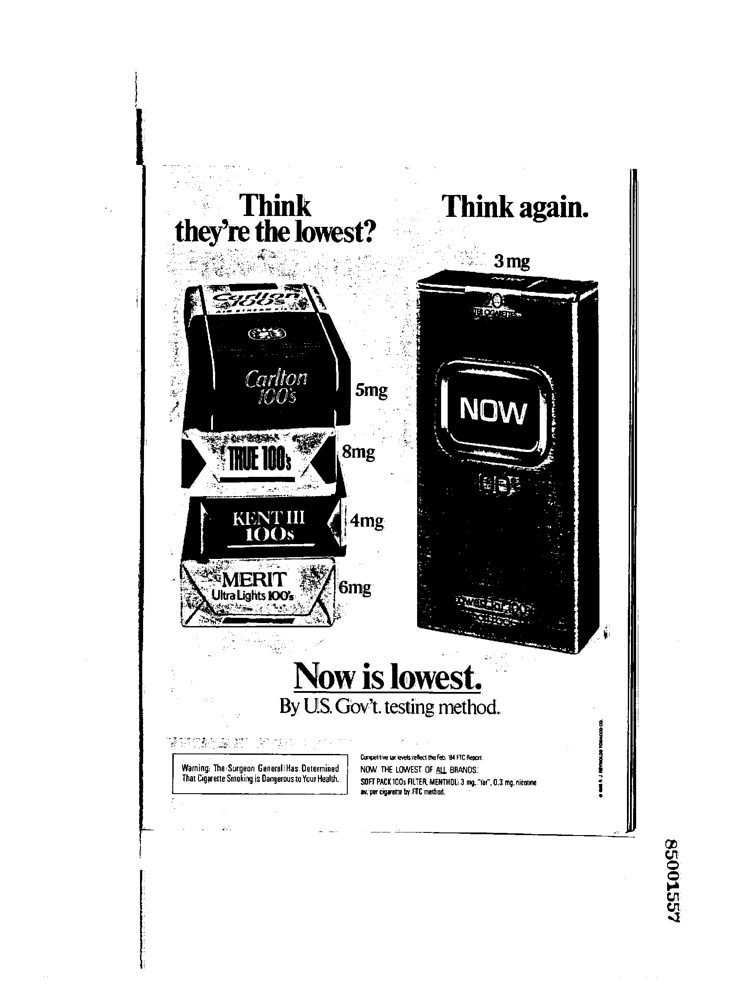 Think
they're the lowest?
Think again.
3 mg
NOW
Carlton
100's
Carlton
100's
5mg
TRUE 100s
8mg
KENT III
100s
4mg
MERIT
Ultra Lights 100's
6mg
20
NOW
Now is lowest.
By U.S. Gov't. testing method.
Warning: The Surgeon General Has Determined
That Cigarette Smoking is Dangerous to Your Health.
Competitive tar levels reflect the Feb. '84 FTC Report
NOW THE LOWEST OF ALL BRANDS:
SOFT PACK 100s FILTER, MENTHOL: 3 mg. "tar", 0.3 mg. nicotine
av. per cigarette by FTC method.
R. J. REYNOLDS TOBACCO CO.
85001557